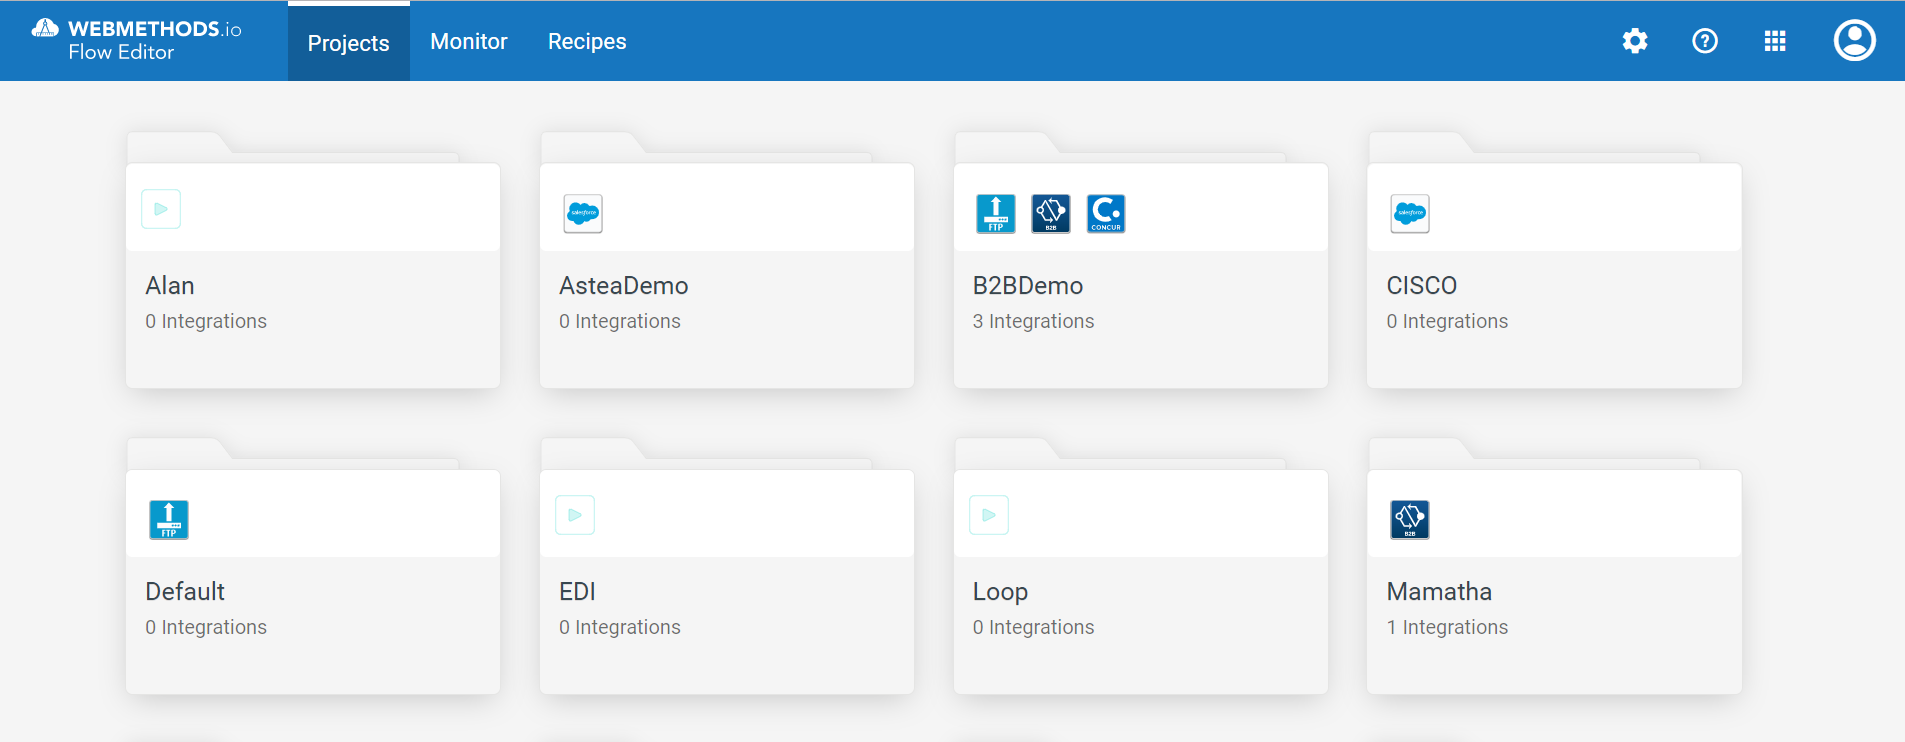 WEBMETHODS.io
Flow Editor
Projects
Monitor
Recipes
salesforce
FTP
B2B
C.
CONCUR
salesforce
Alan
0 Integrations
AsteaDemo
0 Integrations
B2BDemo
3 Integrations
CISCO
0 Integrations
FTP
B2B
Default
0 Integrations
EDI
0 Integrations
Loop
0 Integrations
Mamatha
1 Integrations